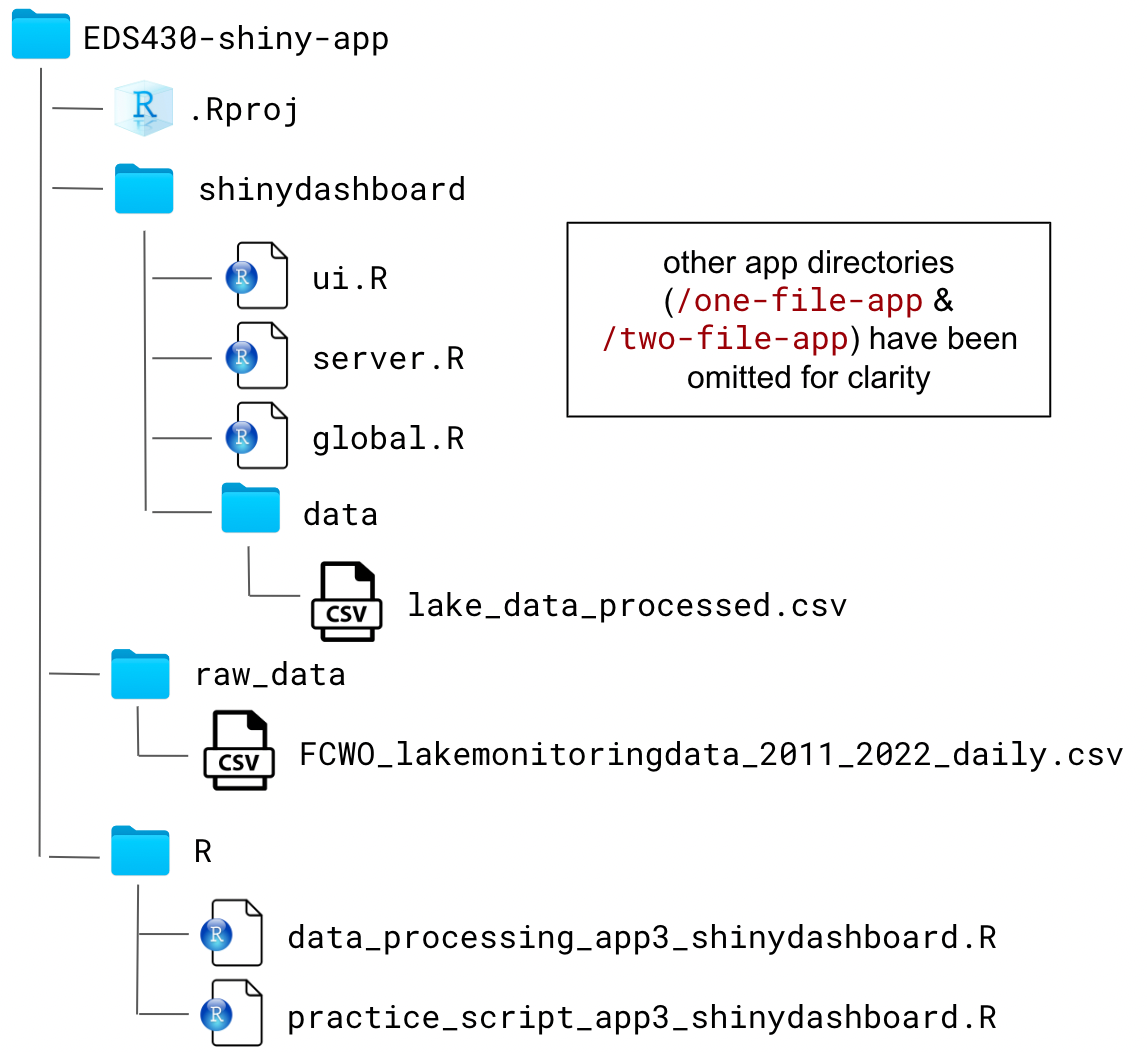 EDS430-shiny-app
R
.Rproj
shinydashboard
R
ui.R
other app directories
(/one-file-app &
/two-file-app) have been
omitted for clarity
R
server.R
R
global.R
data
CSV
lake_data_processed.csv
raw_data
CSV
FCWO_lakemonitoringdata_2011_2022_daily.csv
R
R
data_processing_app3_shinydashboard.R
R
practice_script_app3_shinydashboard.R